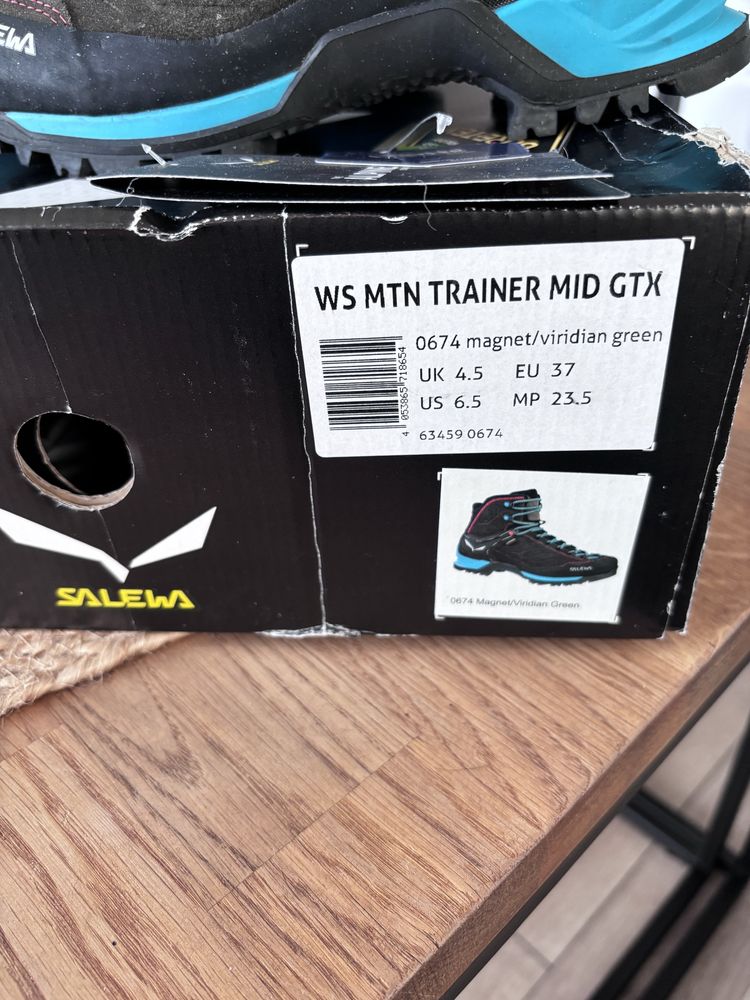 WS MTN TRAINER MID GTX
0674 magnet/viridian green
UK 4.5 EU 37
US 6.5 MP 23.5
4 053865 718654
63459 0674
SALEWA
0674 Magnet/Viridian Green
SALEWA